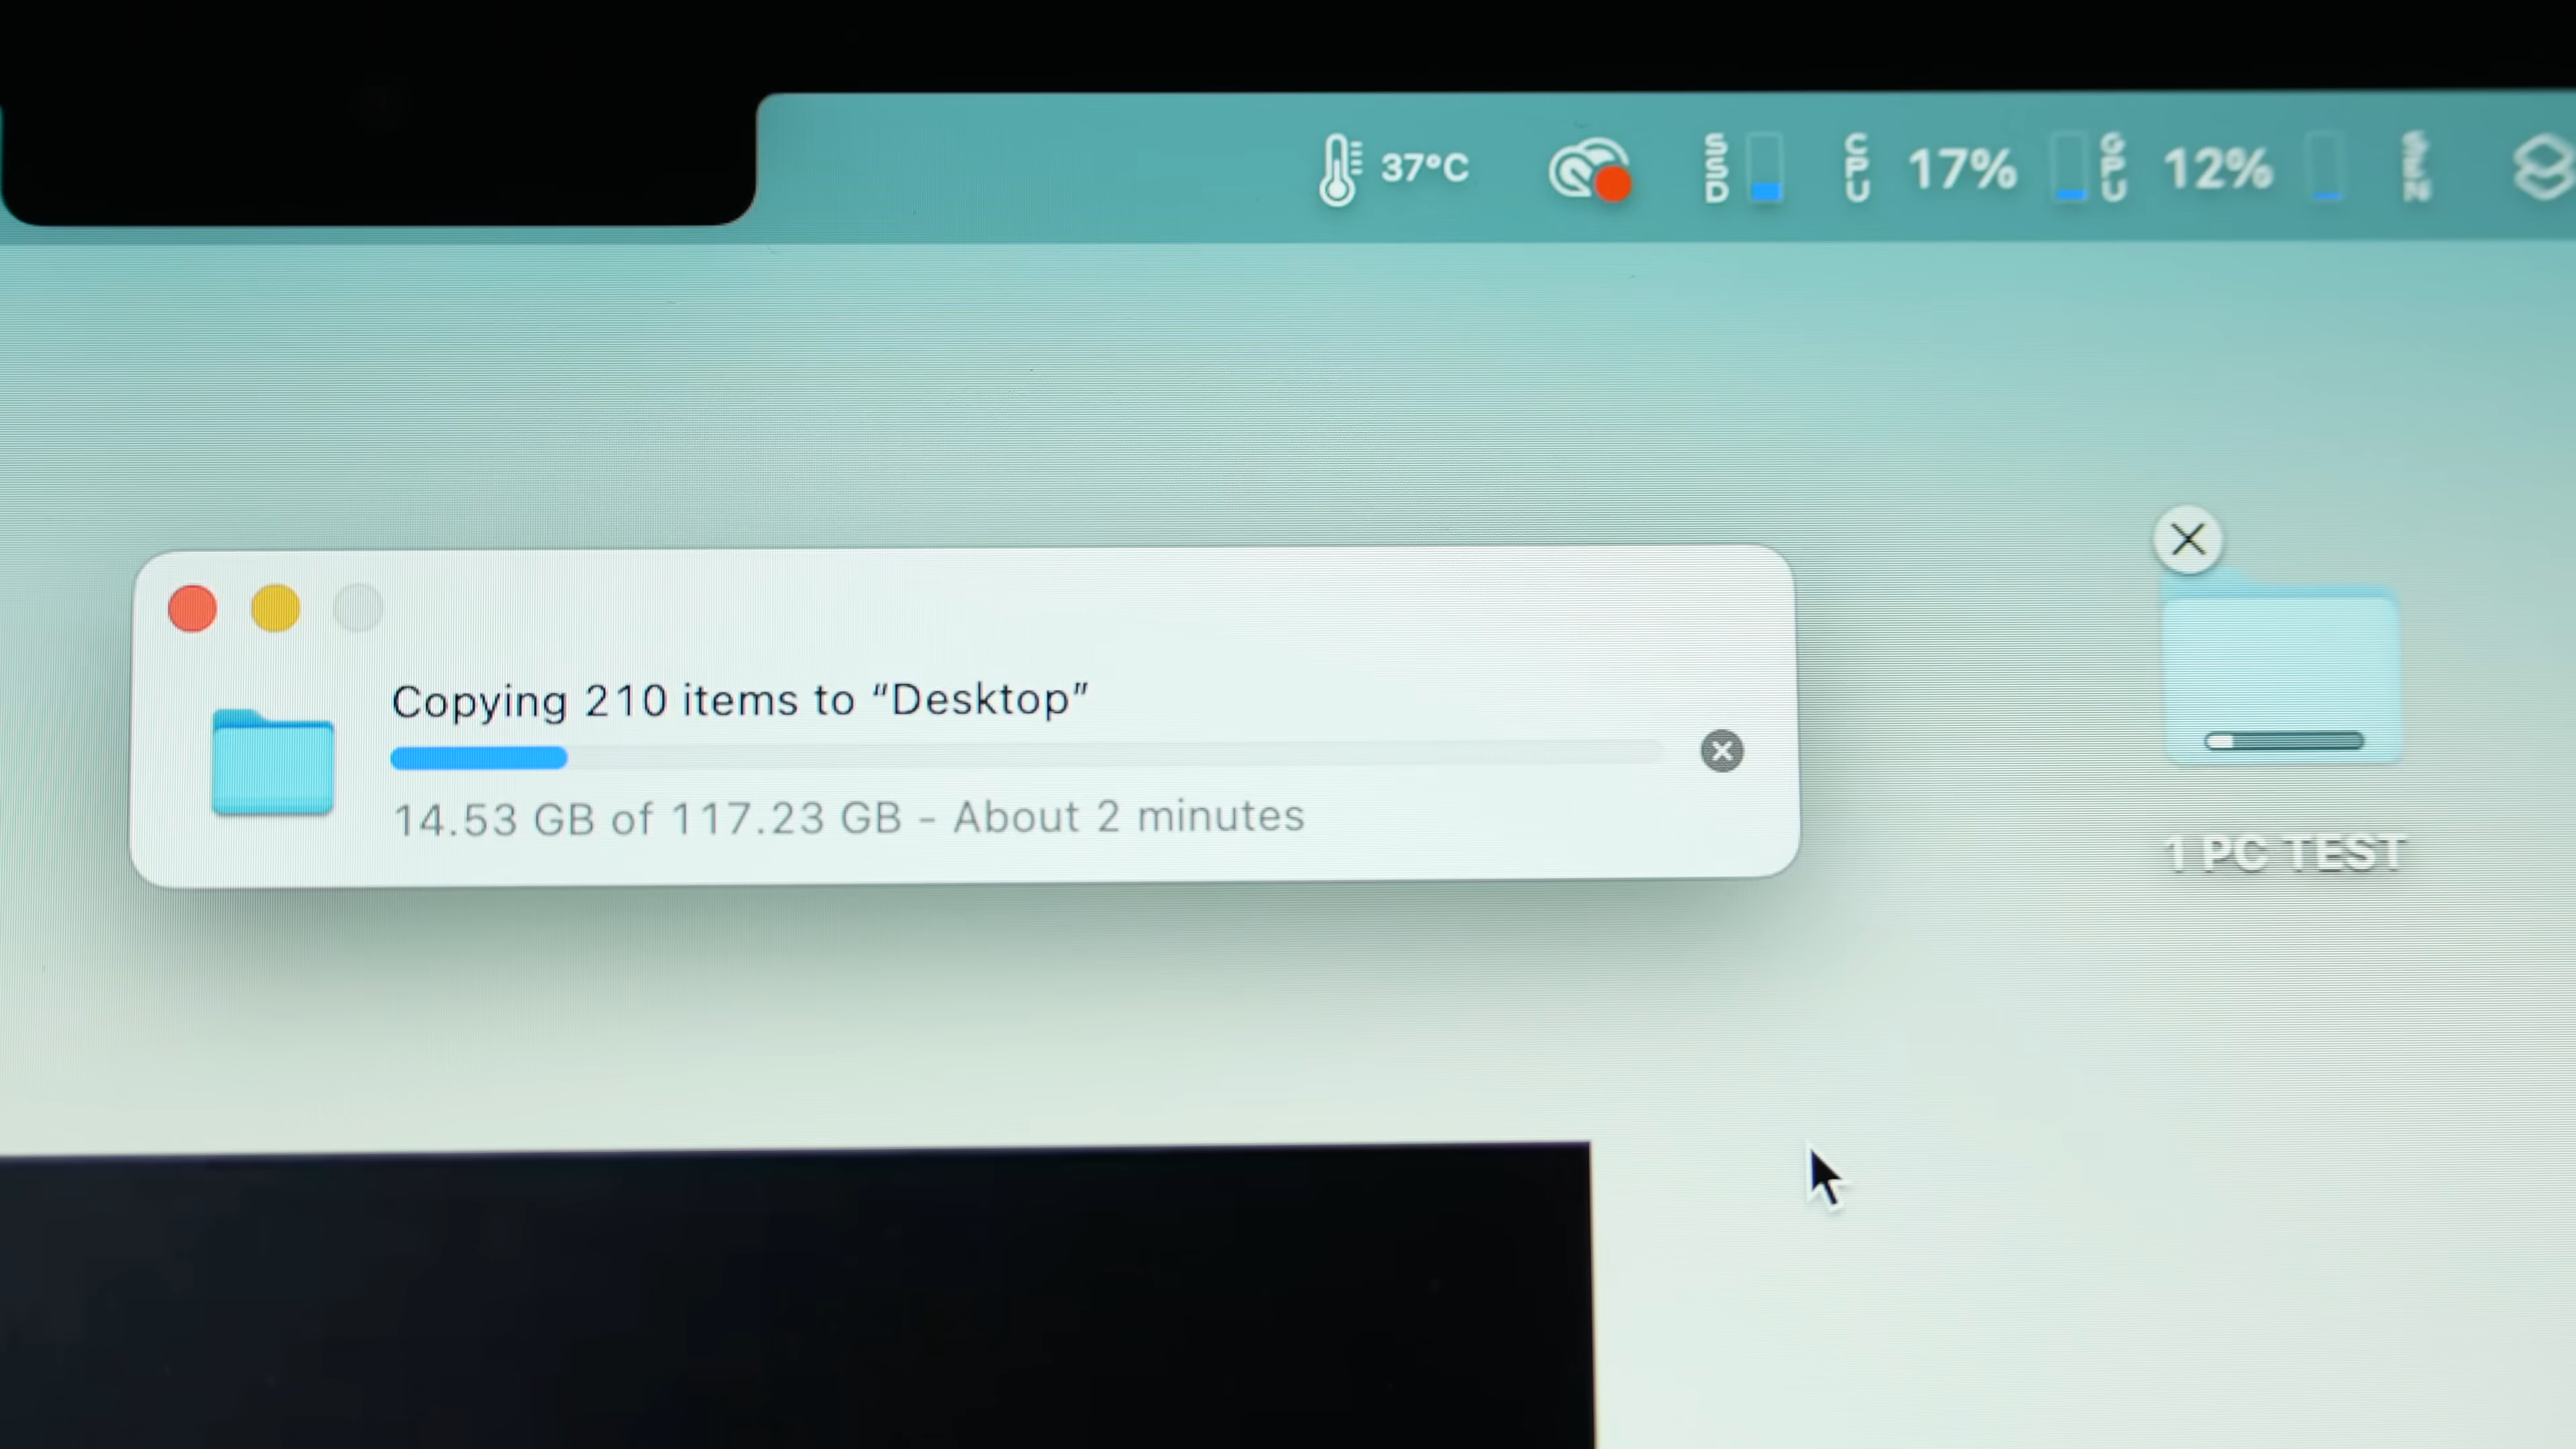 37°C SSD CPU 17% GPU 12% SEN
Copying 210 items to “Desktop”
14.53 GB of 117.23 GB – About 2 minutes
1 PC TEST